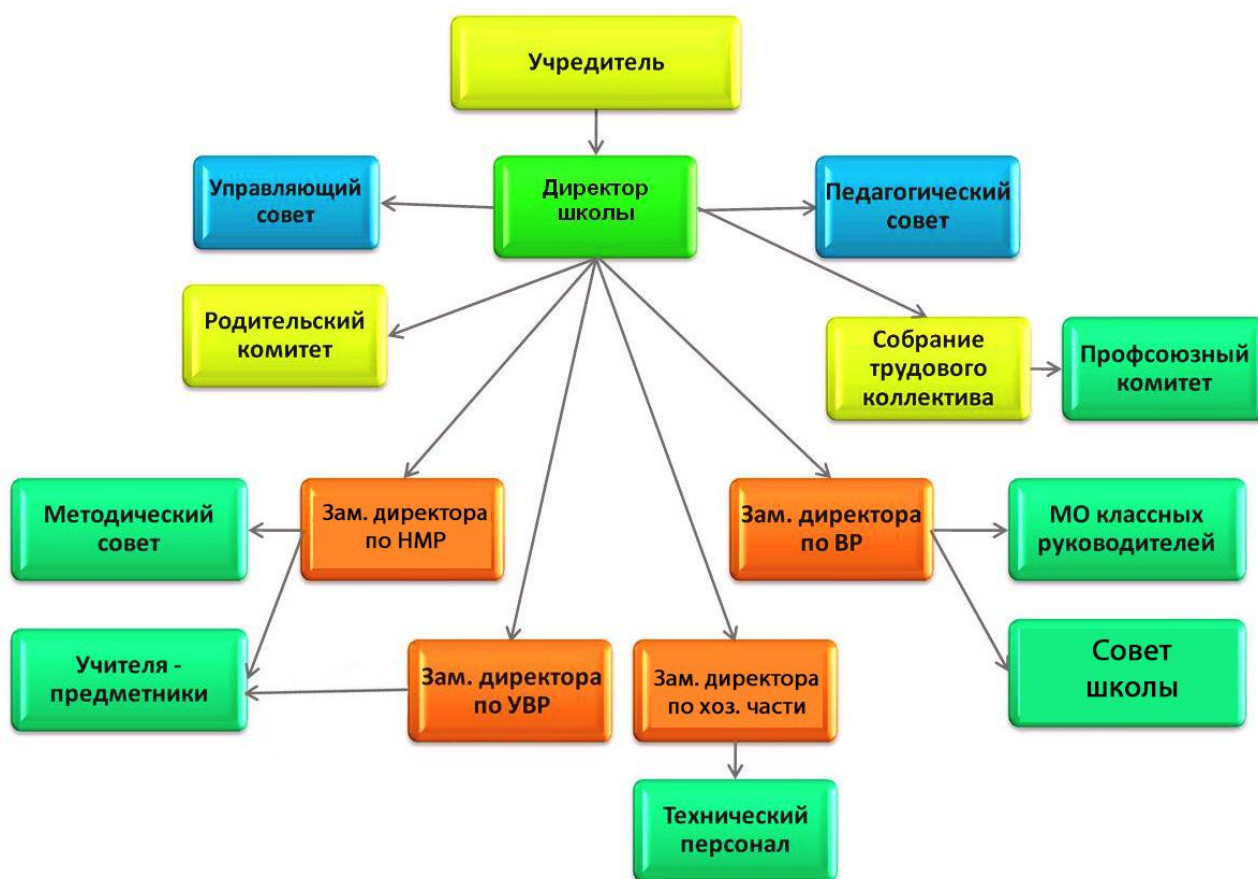 Учредитель
Управляющий
совет
Директор
школы
Педагогический
совет
Родительский
комитет
Собрание
трудового
коллектива
Профсоюзный
комитет
Методический
совет
Зам. директора
по НМР
Зам. директора
по ВР
МО классных
руководителей
Учителя -
предметники
Зам. директора
по УВР
Зам. директора
по хоз. части
Совет
школы
Технический
персонал